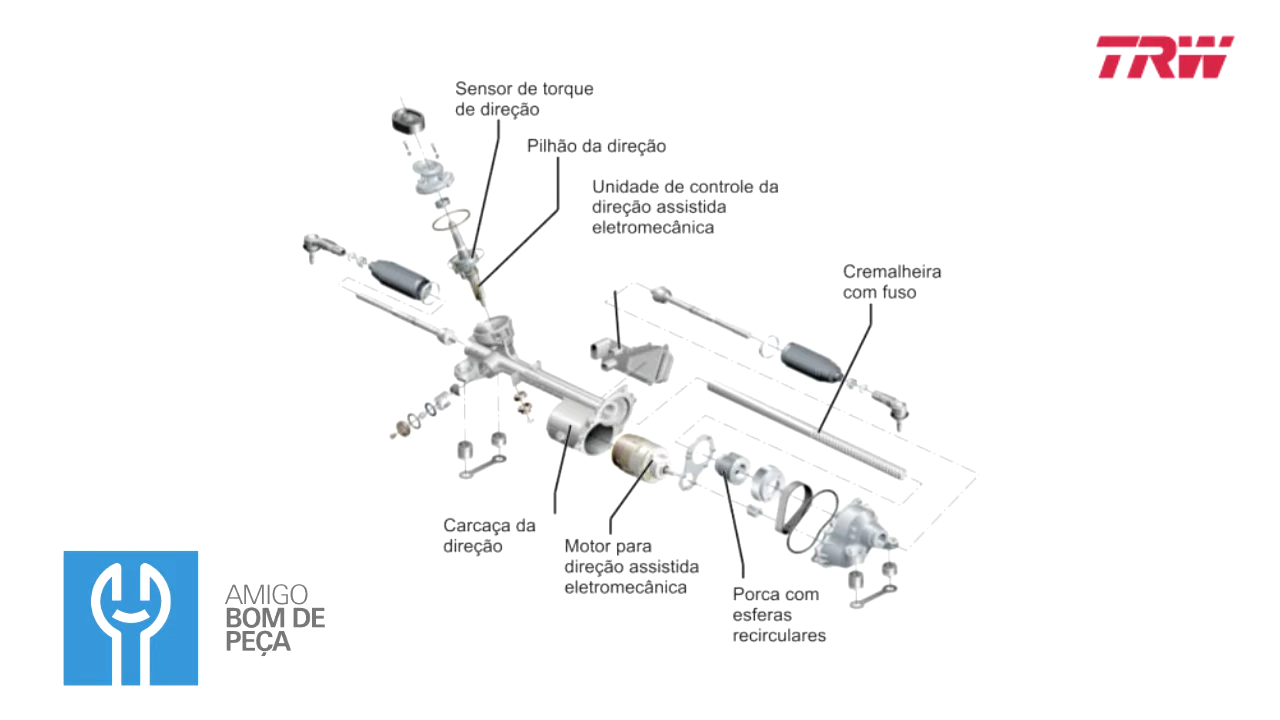 TRW
Sensor de torque
de direção
Pilhão da direção
Unidade de controle da
direção assistida
eletromecânica
Cremalheira
com fuso
Carcaça da
direção
Motor para
direção assistida
eletromecânica
Porca com
esferas
recirculares
AMIGO
BOM DE
PEÇA